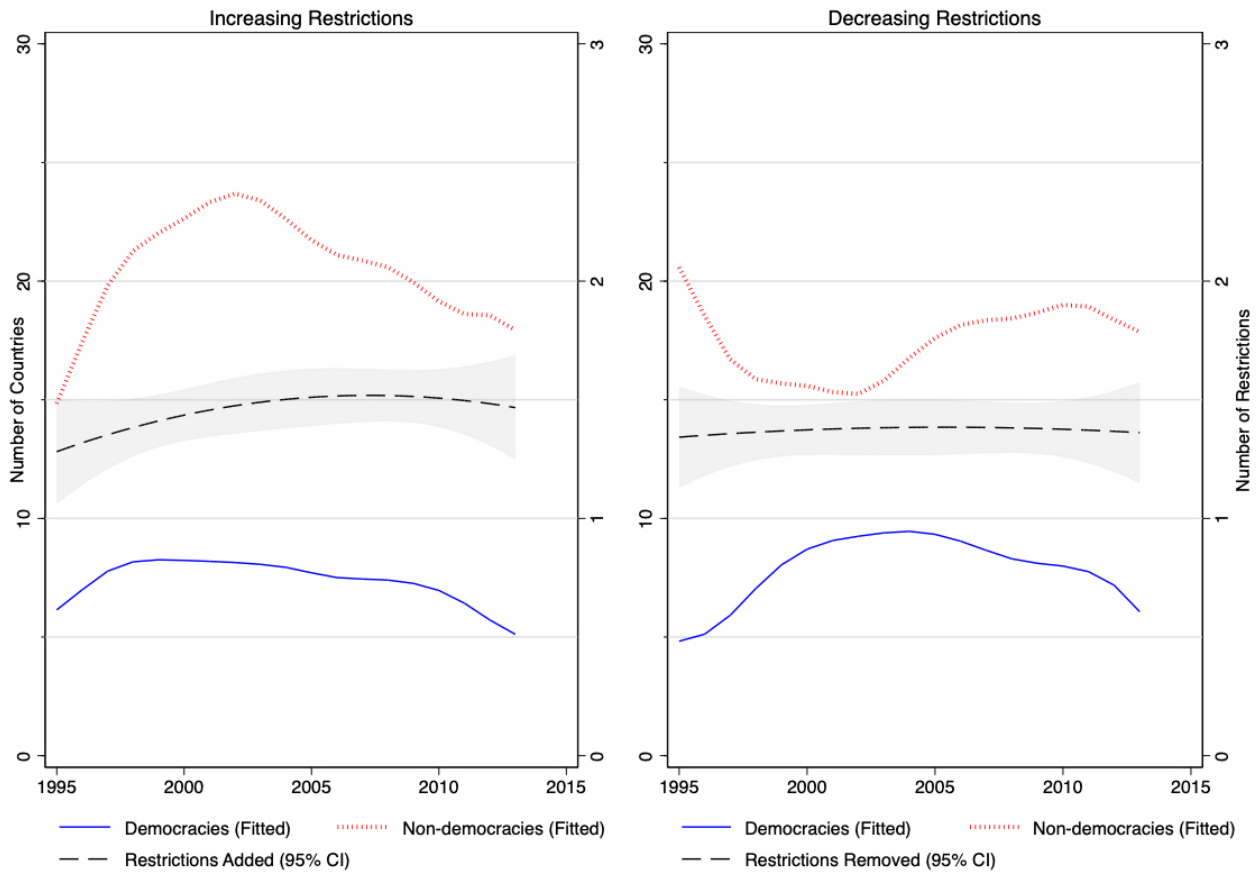 Increasing Restrictions
30
20
10
0
Number of Countries
3
2
1
0
1995 2000 2005 2010 2015
Democracies (Fitted) Non-democracies (Fitted)
Restrictions Added (95% CI)
Decreasing Restrictions
30
20
10
0
3
2
1
0
Number of Restrictions
1995 2000 2005 2010 2015
Democracies (Fitted) Non-democracies (Fitted)
Restrictions Removed (95% CI)